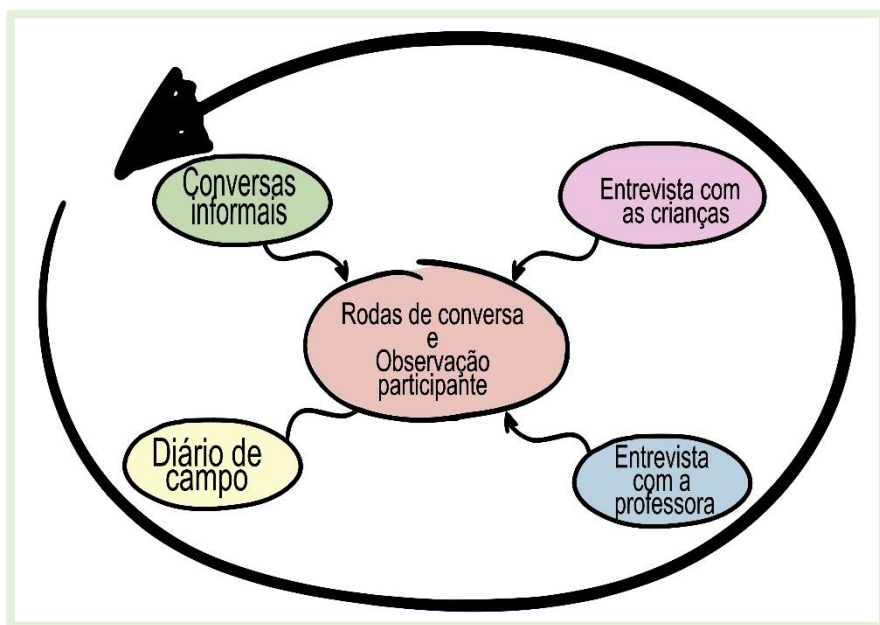 Conversas
informais
Entrevista com
as crianças
Rodas de conversa
e
Observação
participante
Diário de
campo
Entrevista
com a
professora